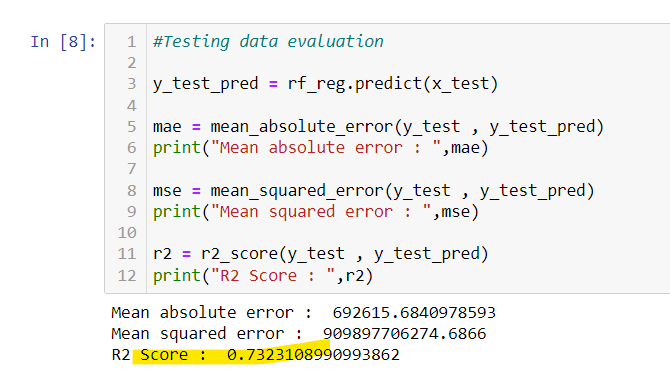 In [8]:
1 #Testing data evaluation
2
3 y_test_pred = rf_reg.predict(x_test)
4
5 mae = mean_absolute_error(y_test , y_test_pred)
6 print("Mean absolute error : ",mae)
7
8 mse = mean_squared_error(y_test , y_test_pred)
9 print("Mean squared error : ",mse)
10
11 r2 = r2_score(y_test , y_test_pred)
12 print("R2 Score : ",r2)
Mean absolute error :  692615.6840978593
Mean squared error :  909897706274.6866
R2 Score :  0.7323108990993862